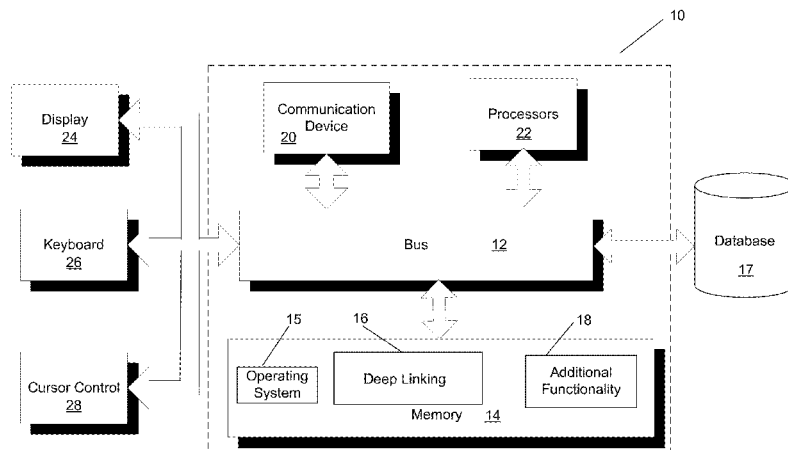 10
Display
24
Communication
Device
20
Processors
22
Keyboard
26
Bus 12
Database
17
15
16
18
Cursor Control
28
Operating
System
Deep Linking
Additional
Functionality
Memory 14